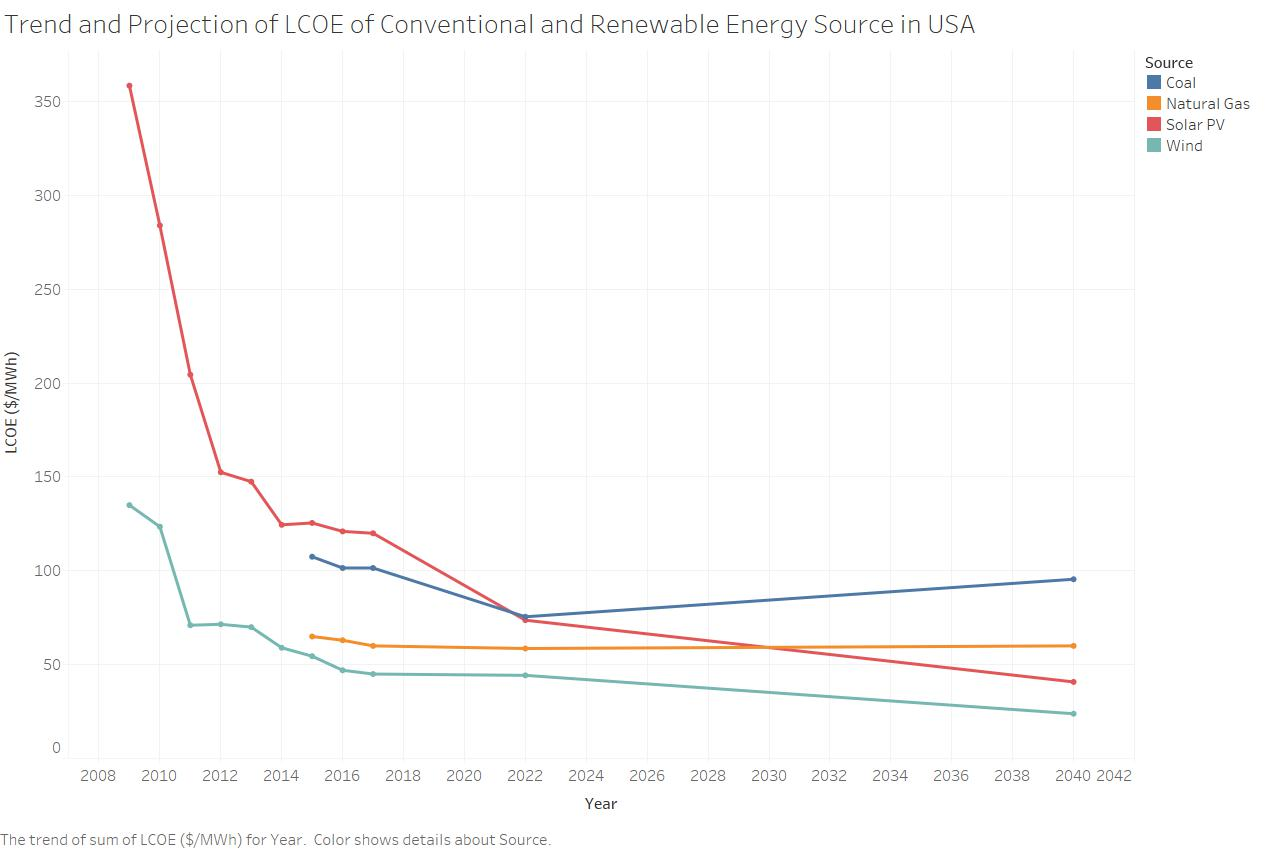 Trend and Projection of LCOE of Conventional and Renewable Energy Source in USA
Source
Coal
Natural Gas
Solar PV
Wind
350
300
250
200
150
100
50
0
LCOE ($/MWh)
2008 2010 2012 2014 2016 2018 2020 2022 2024 2026 2028 2030 2032 2034 2036 2038 2040 2042
Year
The trend of sum of LCOE ($/MWh) for Year.  Color shows details about Source.